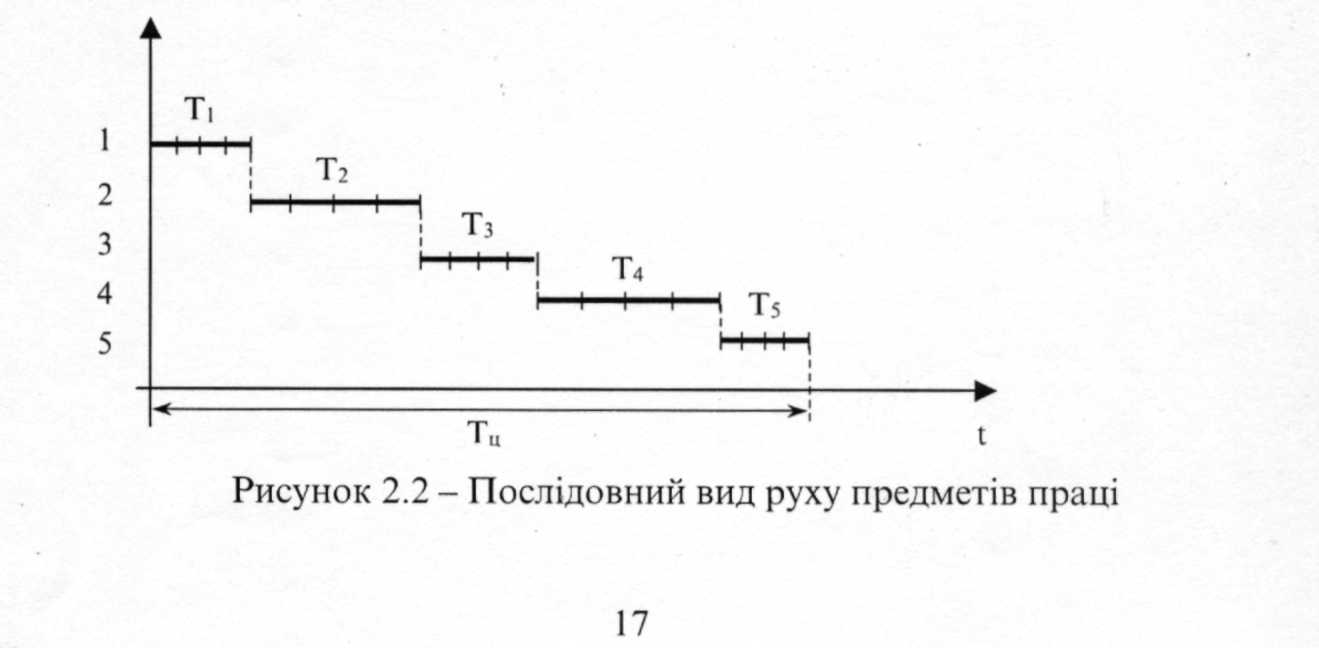 T1
1
T2
2
T3
3
T4
4
T5
5
Tц
t
Рисунок 2.2 – Послідовний вид руху предметів праці
17